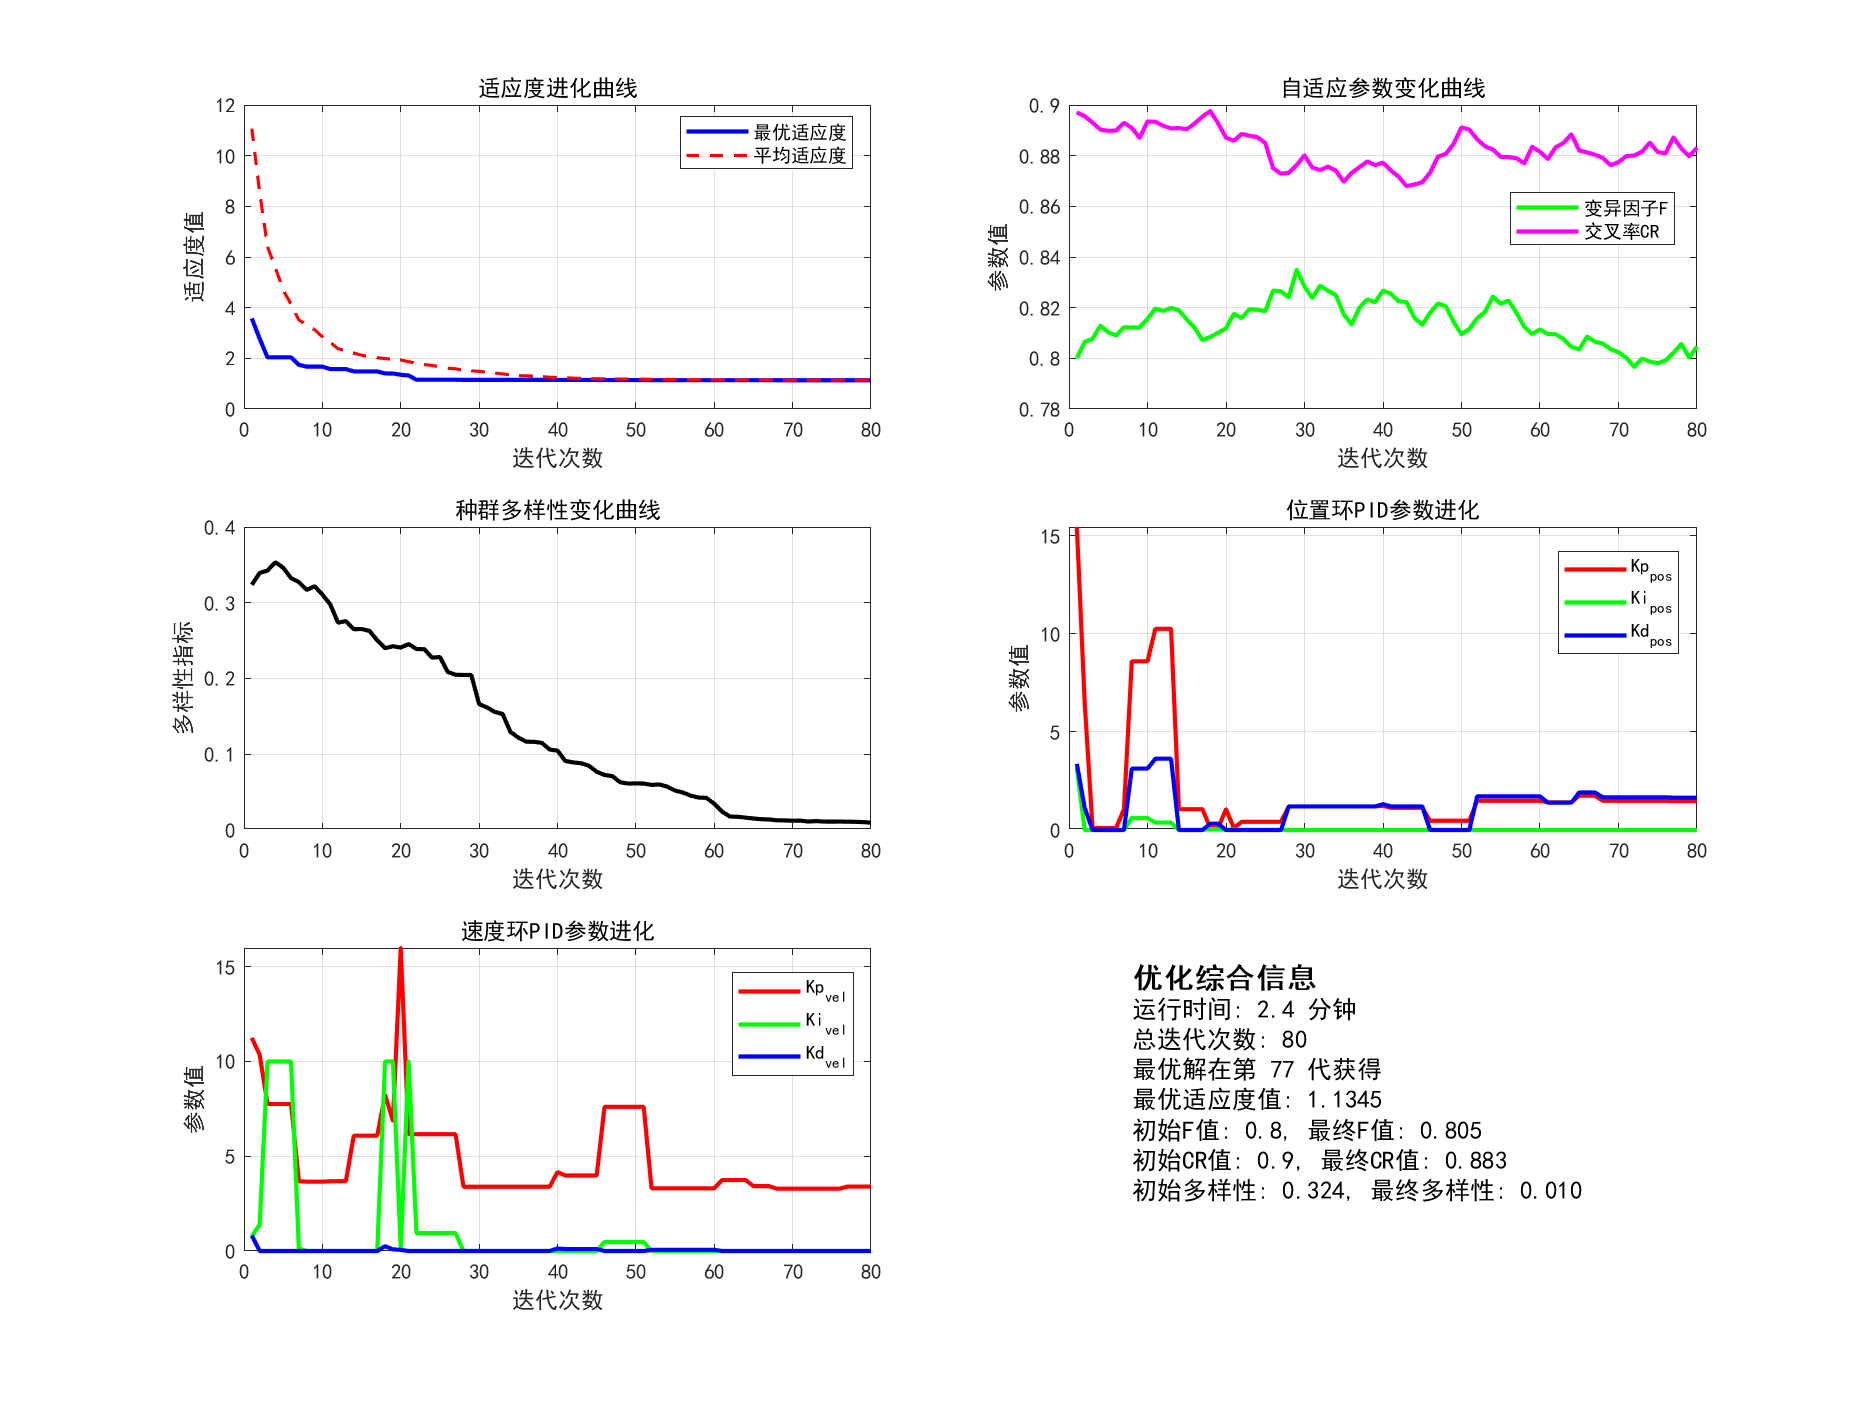 适应度进化曲线
12
10
8
6
4
2
0
适应度值
最优适应度
平均适应度
0 10 20 30 40 50 60 70 80
迭代次数
自适应参数变化曲线
0.9
0.88
0.86
0.84
0.82
0.8
0.78
参数值
变异因子F
交叉率CR
0 10 20 30 40 50 60 70 80
迭代次数
种群多样性变化曲线
0.4
0.3
0.2
0.1
0
多样性指标
0 10 20 30 40 50 60 70 80
迭代次数
位置环PID参数进化
15
10
5
0
参数值
Kp_pos
Ki_pos
Kd_pos
0 10 20 30 40 50 60 70 80
迭代次数
速度环PID参数进化
15
10
5
0
参数值
Kp_vel
Ki_vel
Kd_vel
0 10 20 30 40 50 60 70 80
迭代次数
优化综合信息
运行时间: 2.4 分钟
总迭代次数: 80
最优解在第 77 代获得
最优适应度值: 1.1345
初始F值: 0.8, 最终F值: 0.805
初始CR值: 0.9, 最终CR值: 0.883
初始多样性: 0.324, 最终多样性: 0.010